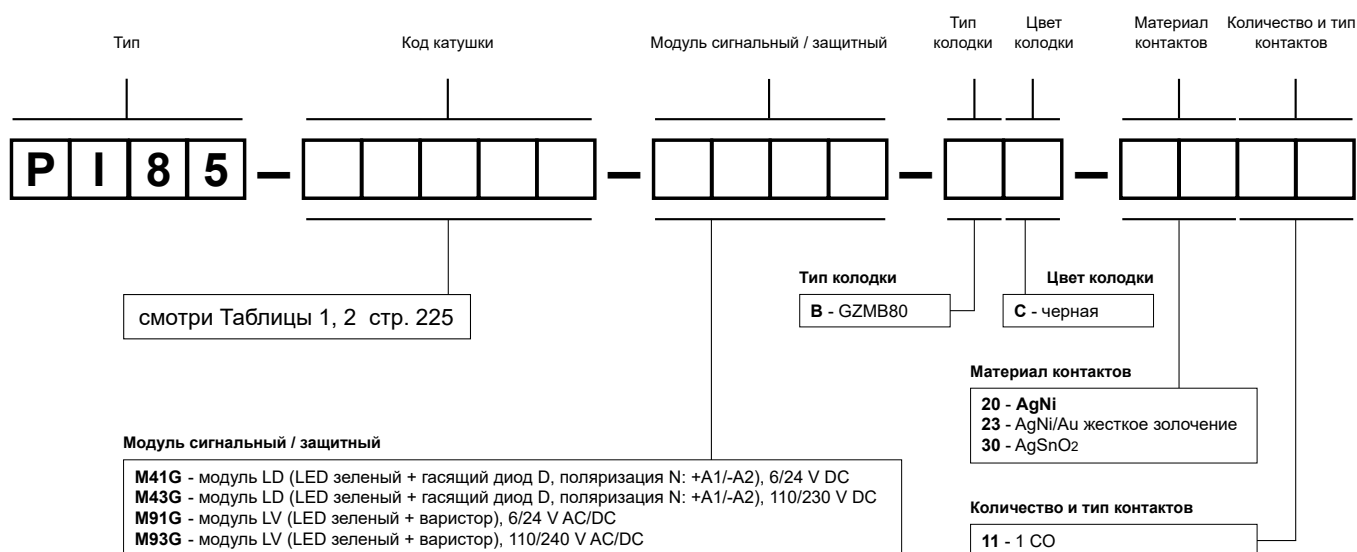 Тип
Код катушки
Модуль сигнальный / защитный
Тип
колодки
Цвет
колодки
Материал
контактов
Количество и тип
контактов
P I 8 5 – – – –
смотри Таблицы 1, 2 стр. 225
Тип колодки
B - GZMB80
Цвет колодки
C - черная
Материал контактов
20 - AgNi
23 - AgNi/Au жесткое золочение
30 - AgSnO2
Модуль сигнальный / защитный
M41G - модуль LD (LED зеленый + гасящий диод D, поляризация N: +A1/-A2), 6/24 V DC
M43G - модуль LD (LED зеленый + гасящий диод D, поляризация N: +A1/-A2), 110/230 V DC
M91G - модуль LV (LED зеленый + варистор), 6/24 V AC/DC
M93G - модуль LV (LED зеленый + варистор), 110/240 V AC/DC
Количество и тип контактов
11 - 1 CO